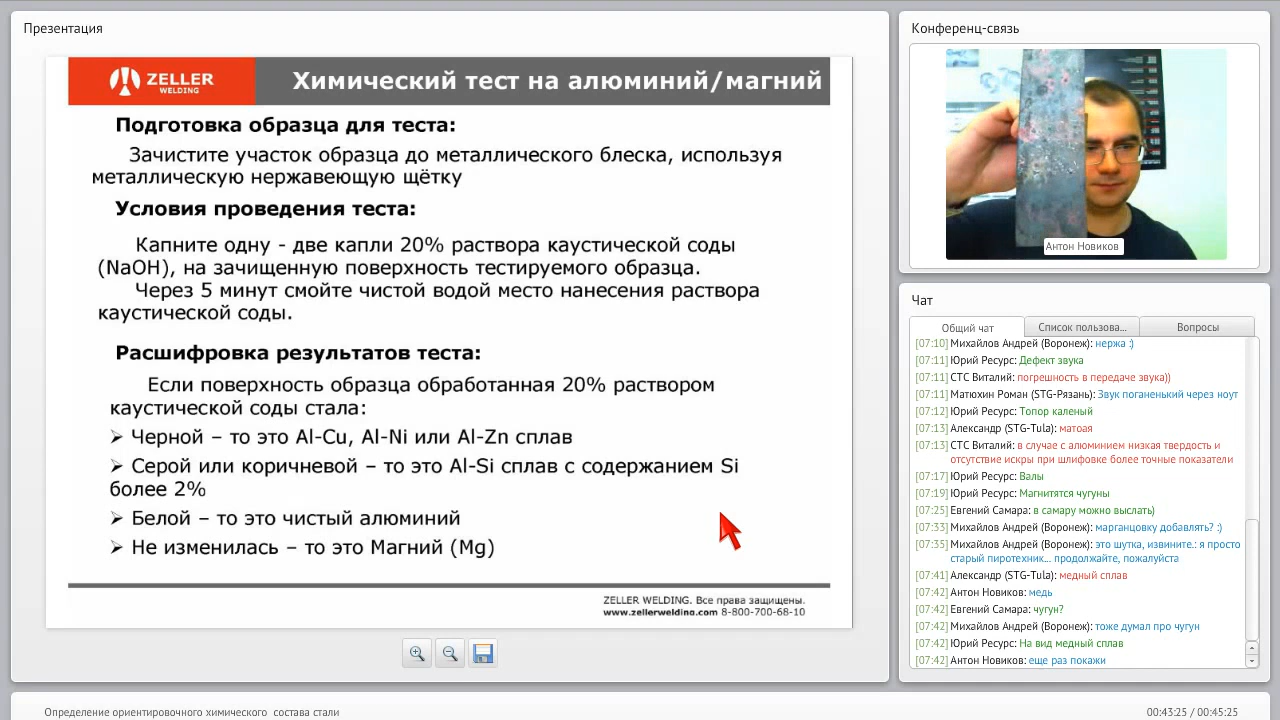 Презентация
ZELLER
WELDING
Химический тест на алюминий/магний
Подготовка образца для теста:
Зачистите участок образца до металлического блеска, используя
металлическую нержавеющую щётку
Условия проведения теста:
Капните одну - две капли 20% раствора каустической соды
(NaOH), на зачищенную поверхность тестируемого образца.
Через 5 минут смойте чистой водой место нанесения раствора
каустической соды.
Расшифровка результатов теста:
Если поверхность образца обработанная 20% раствором
каустической соды стала:
Черной – то это Al-Cu, Al-Ni или Al-Zn сплав
Серой или коричневой – то это Al-Si сплав с содержанием Si
более 2%
Белой – то это чистый алюминий
Не изменилась – то это Магний (Mg)
ZELLER WELDING. Все права защищены.
www.zellerwelding.com 8-800-700-68-10
Конференц-связь
Антон Новиков
Чат
Общий чат
Список пользова...
Вопросы
[07:10] Михайлов Андрей (Воронеж): нержа :)
[07:11] Юрий Ресурс: Дефект звука
[07:11] СТС Виталий: погрешность в передаче звука))
[07:11] Матюхин Роман (STG-Рязань): Звук поганенький через ноут
[07:12] Юрий Ресурс: Топор каленый
[07:13] Александр (STG-Tula): матоая
[07:13] СТС Виталий: в случае с алюминием низкая твердость и
отсутствие искры при шлифовке более точные показатели
[07:17] Юрий Ресурс: Валы
[07:19] Юрий Ресурс: Магнитятся чугуны
[07:25] Евгений Самара: в самару можно выслать)
[07:33] Михайлов Андрей (Воронеж): марганцовку добавлять? :)
[07:35] Михайлов Андрей (Воронеж): это шутка, извините.: я просто
старый пиротехник... продолжайте, пожалуйста
[07:41] Александр (STG-Tula): медный сплав
[07:42] Антон Новиков: медь
[07:42] Евгений Самара: чугун?
[07:42] Михайлов Андрей (Воронеж): тоже думал про чугун
[07:42] Юрий Ресурс: На вид медный сплав
[07:42] Антон Новиков: еще раз покажи
Определение ориентировочного химического состава стали
00:43:25 / 00:45:25